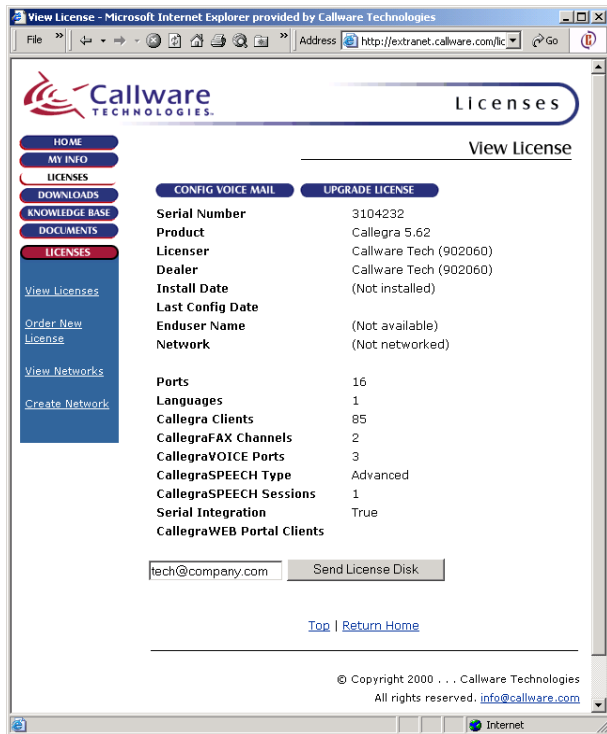 View License - Microsoft Internet Explorer provided by Callware Technologies
File » » Address http://extranet.callware.com/lic Go
Callware
TECHNOLOGIES.
Licenses
View License
HOME
MY INFO
LICENSES
DOWNLOADS
KNOWLEDGE BASE
DOCUMENTS
LICENSES
View Licenses
Order New
License
View Networks
Create Network
CONFIG VOICE MAIL UPGRADE LICENSE
Serial Number 3104232
Product Callegra 5.62
Licenser Callware Tech (902060)
Dealer Callware Tech (902060)
Install Date (Not installed)
Last Config Date
Enduser Name (Not available)
Network (Not networked)
Ports 16
Languages 1
Callegra Clients 85
CallegraFAX Channels 2
CallegraVOICE Ports 3
CallegraSPEECH Type Advanced
CallegraSPEECH Sessions 1
Serial Integration True
CallegraWEB Portal Clients
tech@company.com Send License Disk
Top | Return Home
© Copyright 2000 . . . Callware Technologies
All rights reserved. info@callware.com
Internet